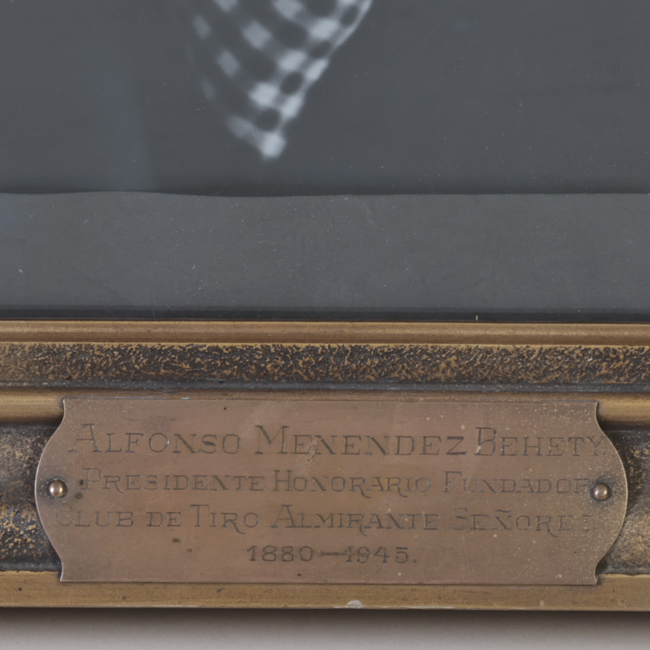 ALFONSO MENENDEZ BEHETY
PRESIDENTE HONORARIO FUNDADOR
CLUB DE TIRO ALMIRANTE SEÑORET
1880-1945.